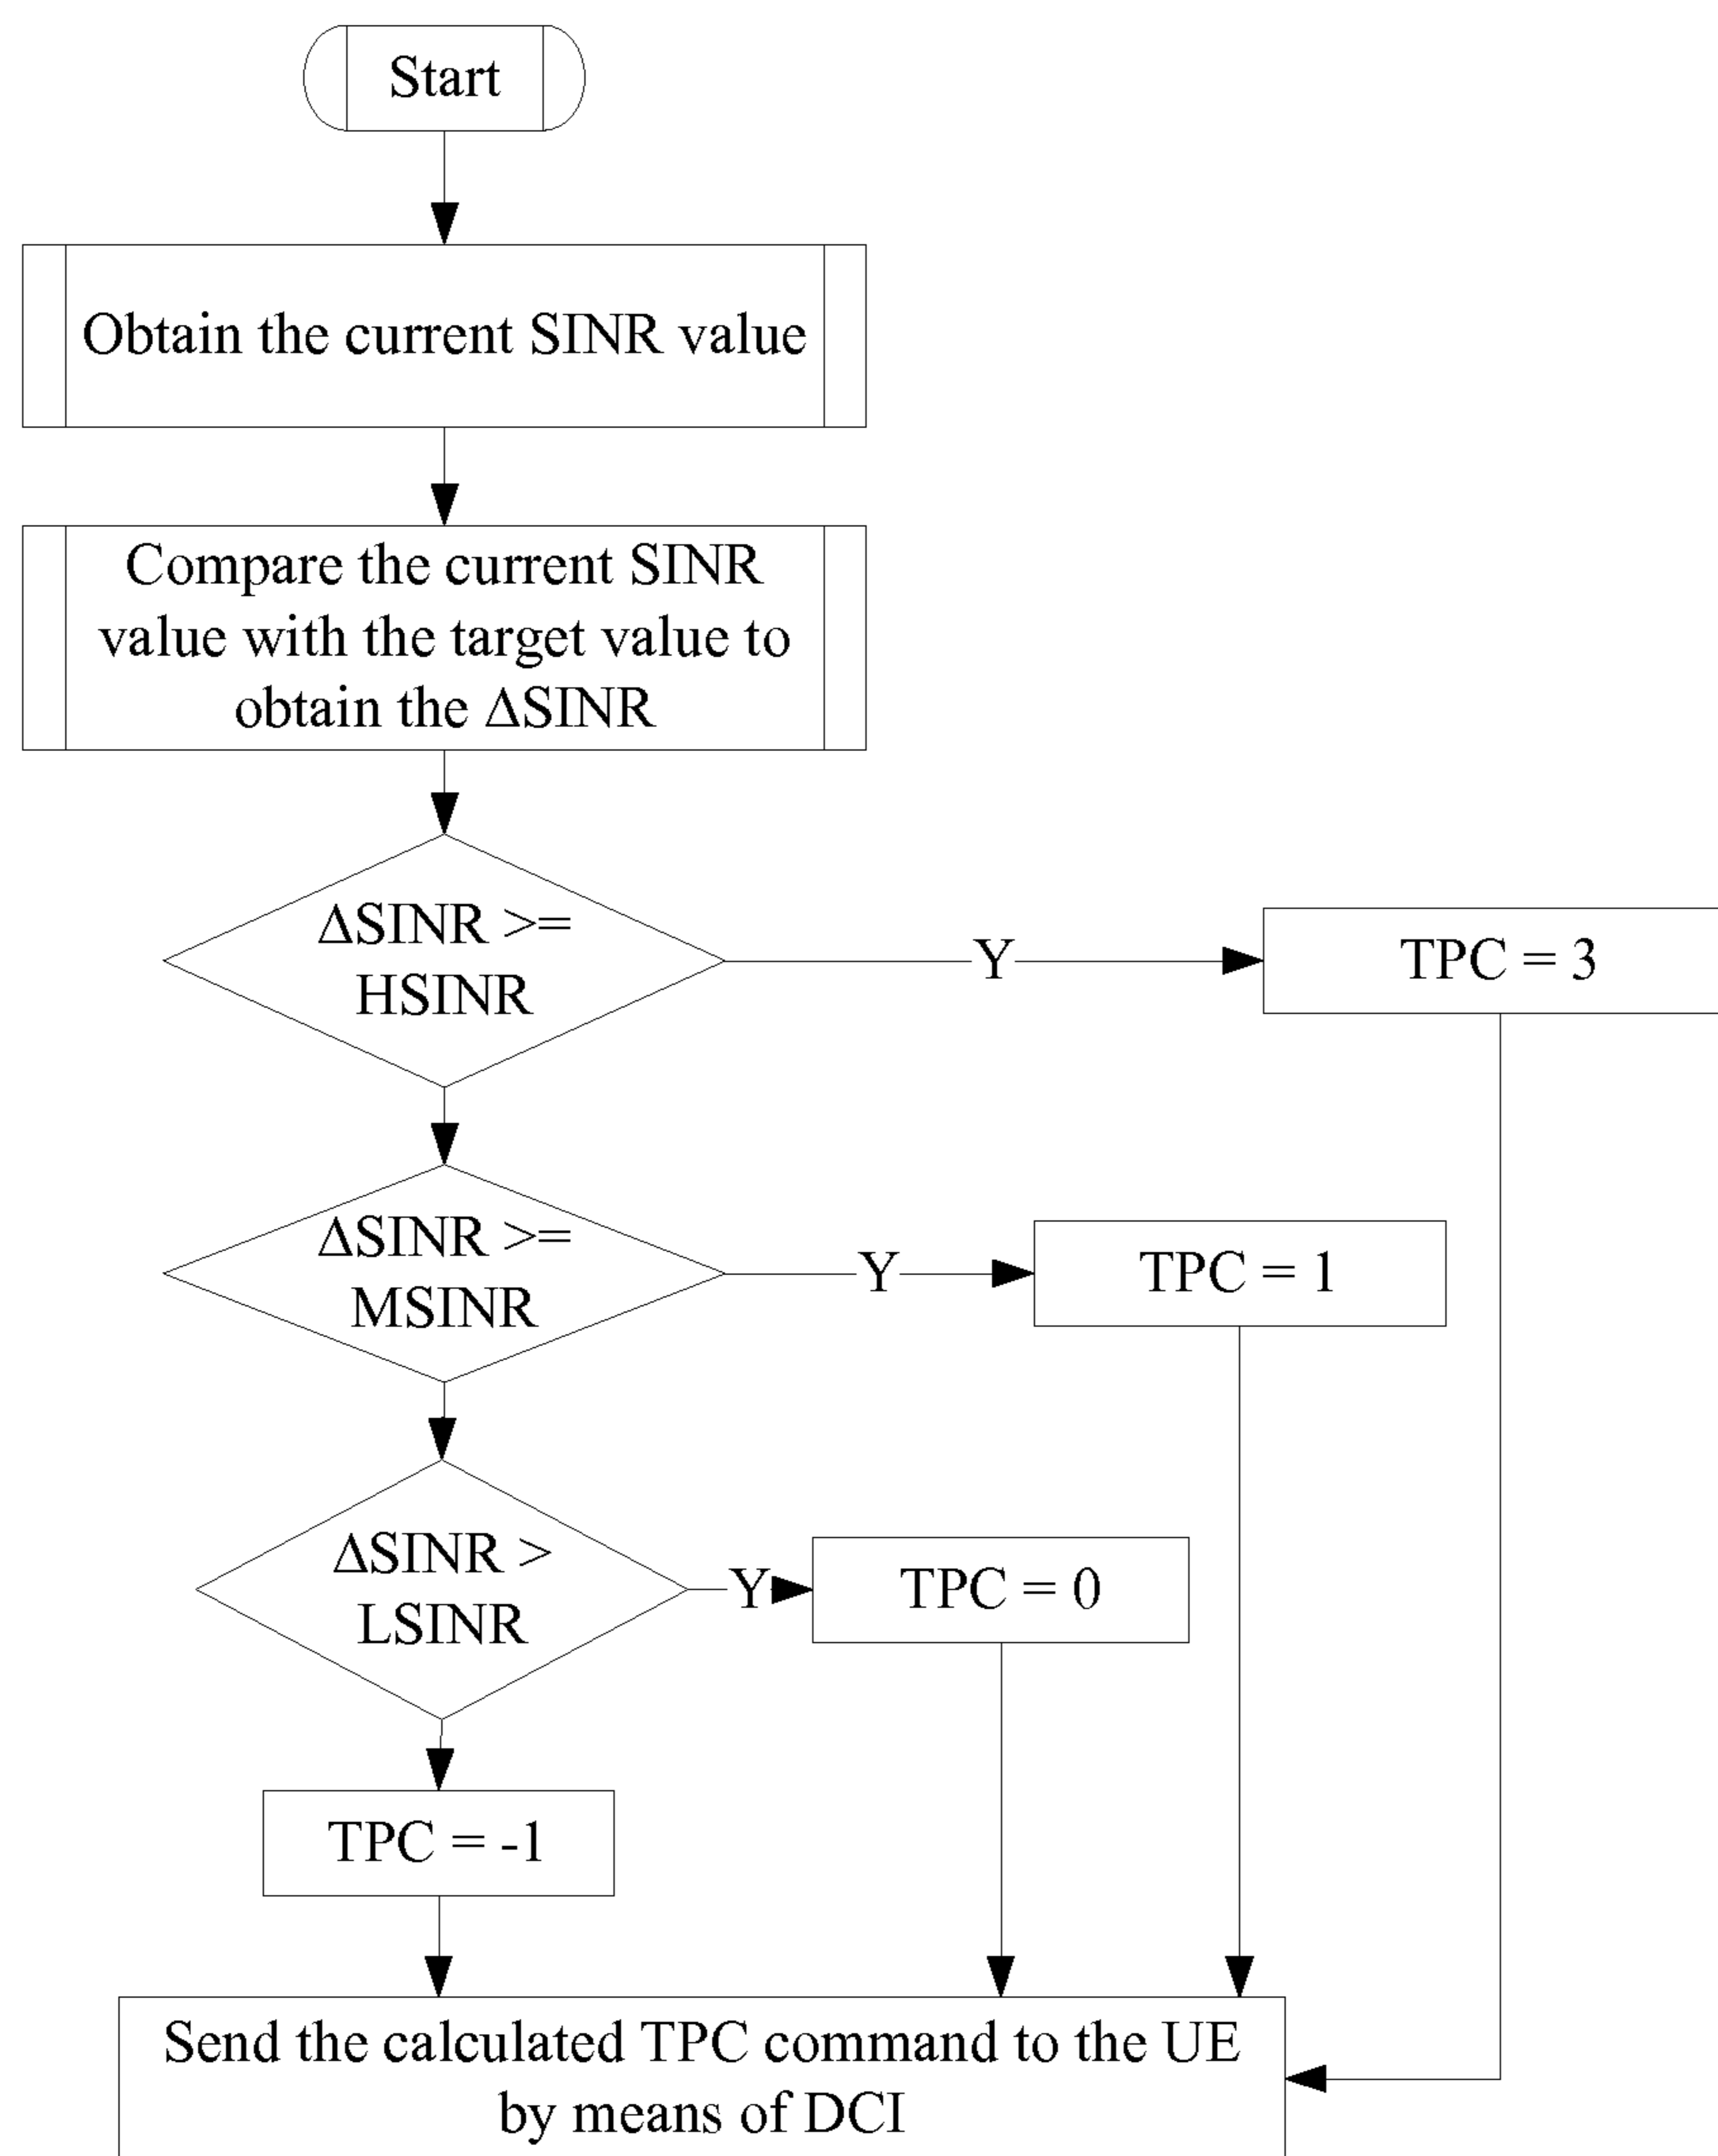 Start
Obtain the current SINR value
Compare the current SINR
value with the target value to
obtain the ΔSINR
ΔSINR >=
HSINR
Y
TPC = 3
ΔSINR >=
MSINR
Y
TPC = 1
ΔSINR >
LSINR
Y
TPC = 0
TPC = -1
Send the calculated TPC command to the UE
by means of DCI